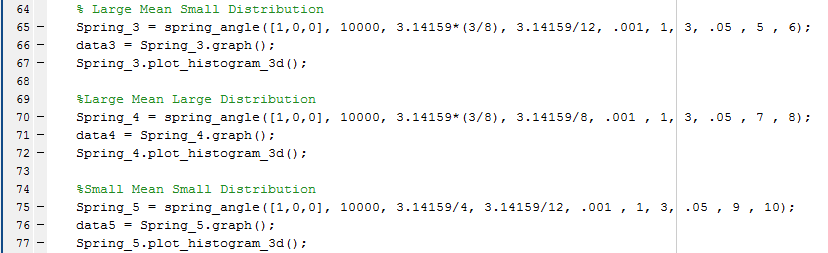 64 % Large Mean Small Distribution
65 - Spring_3 = spring_angle([1,0,0], 10000, 3.14159*(3/8), 3.14159/12, .001, 1, 3, .05 , 5 , 6);
66 - data3 = Spring_3.graph();
67 - Spring_3.plot_histogram_3d();
68
69 %Large Mean Large Distribution
70 - Spring_4 = spring_angle([1,0,0], 10000, 3.14159*(3/8), 3.14159/8, .001 , 1, 3, .05 , 7 , 8);
71 - data4 = Spring_4.graph();
72 - Spring_4.plot_histogram_3d();
73
74 %Small Mean Small Distribution
75 - Spring_5 = spring_angle([1,0,0], 10000, 3.14159/4, 3.14159/12, .001 , 1, 3, .05 , 9 , 10);
76 - data5 = Spring_5.graph();
77 - Spring_5.plot_histogram_3d();